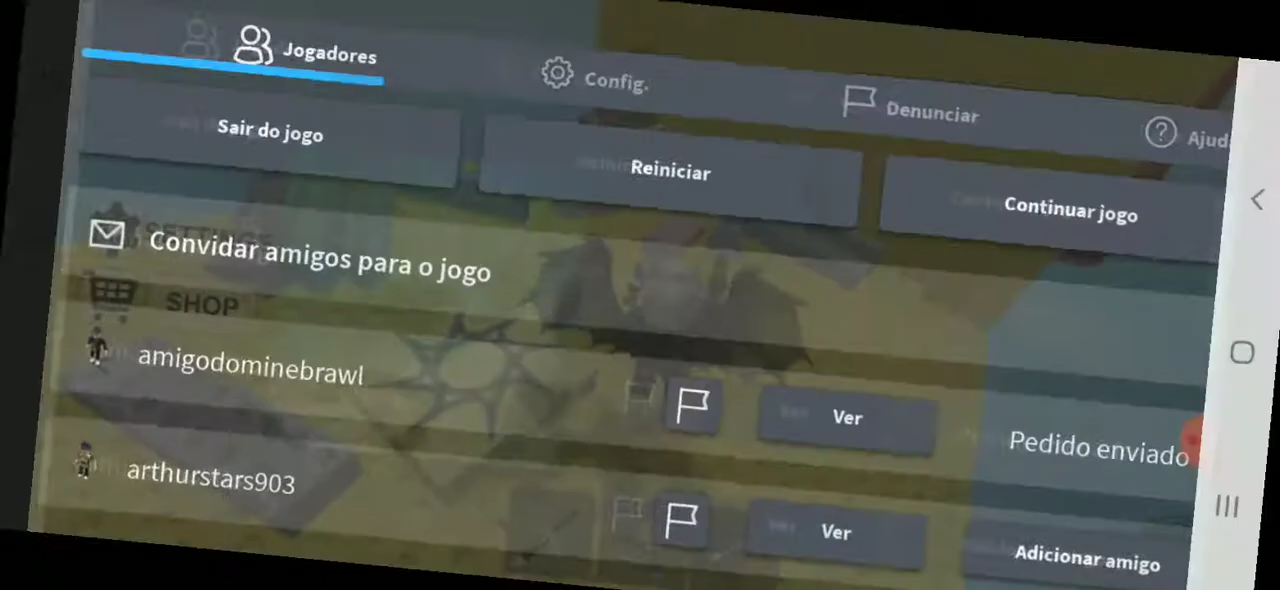 Jogadores
Config.
Denunciar
Ajud
Sair do jogo
Reiniciar
Continuar jogo
Convidar amigos para o jogo
SETTINGS
SHOP
amigodominebrawl
Ver
Pedido enviado
arthurstars903
Ver
Adicionar amigo